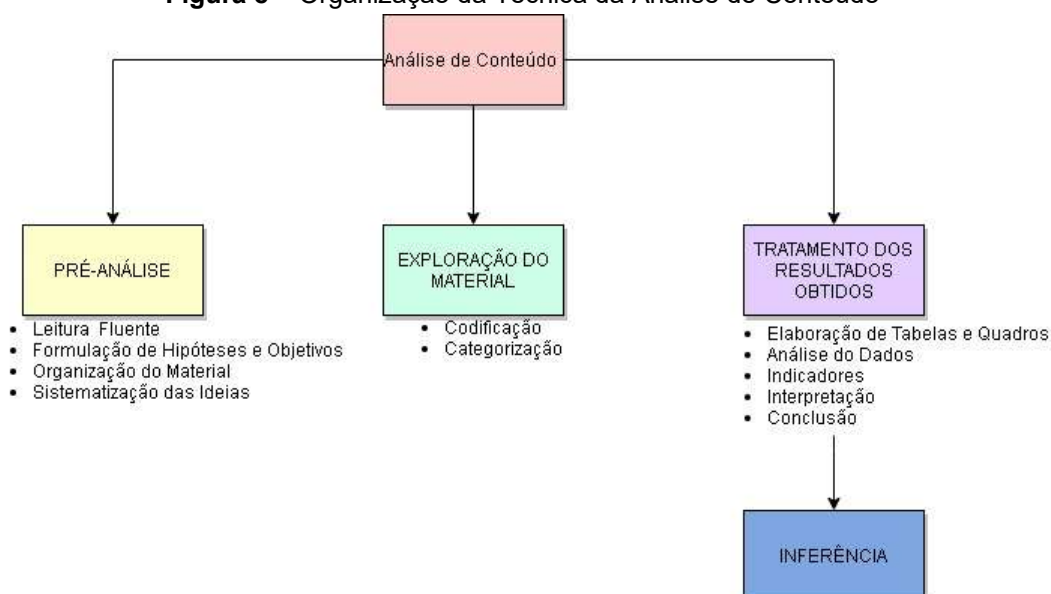 Figura 3 – Organização da Técnica da Análise de Conteúdo
Análise de Conteúdo
PRÉ-ANÁLISE
• Leitura Fluente
• Formulação de Hipóteses e Objetivos
• Organização do Material
• Sistematização das Ideias
EXPLORAÇÃO DO
MATERIAL
• Codificação
• Categorização
TRATAMENTO DOS
RESULTADOS
OBTIDOS
• Elaboração de Tabelas e Quadros
• Análise do Dados
• Indicadores
• Interpretação
• Conclusão
INFERÊNCIA